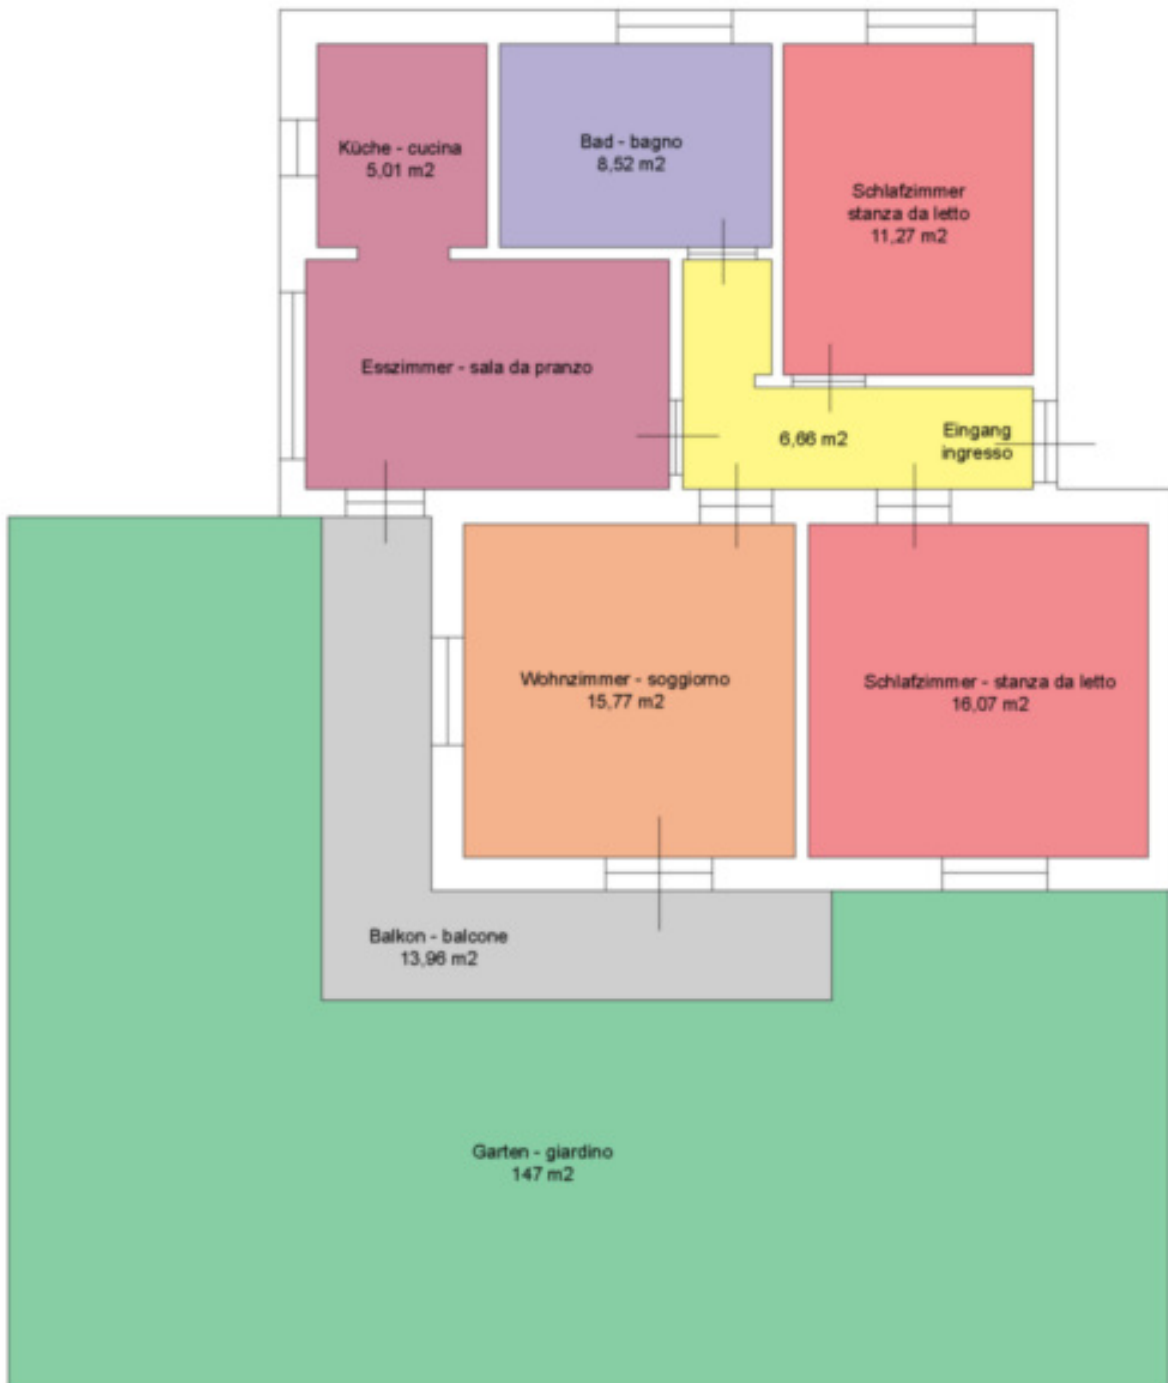 Küche - cucina
5,01 m2
Bad - bagno
8,52 m2
Schlafzimmer
stanza da letto
11,27 m2
Esszimmer - sala da pranzo
6,66 m2
Eingang
ingresso
Wohnzimmer - soggiorno
15,77 m2
Schlafzimmer - stanza da letto
16,07 m2
Balkon - balcone
13,96 m2
Garten - giardino
147 m2